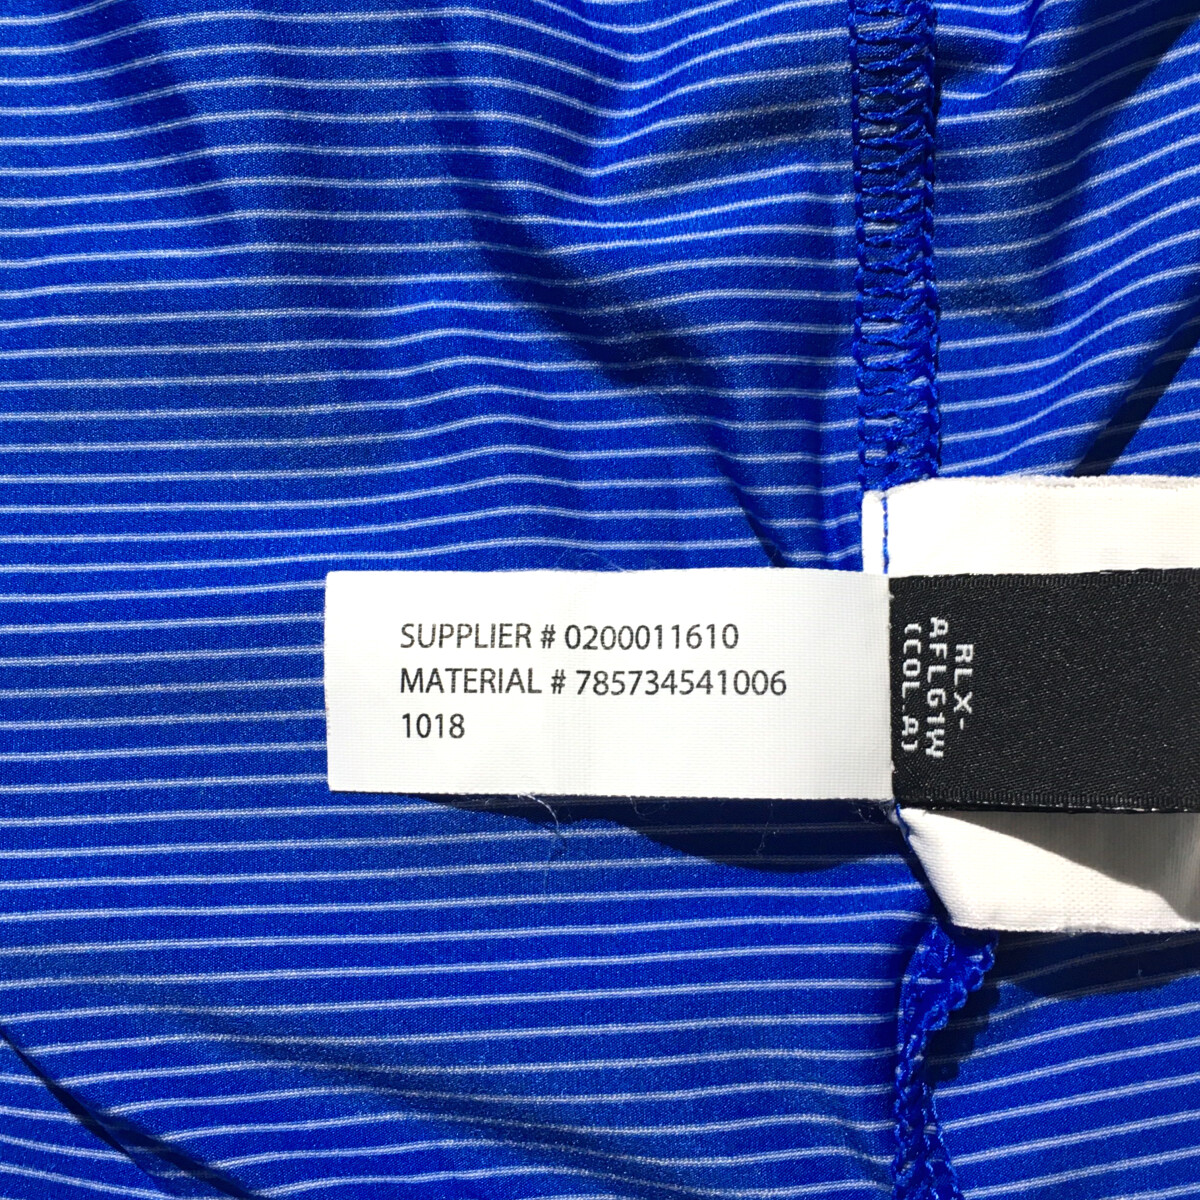 SUPPLIER # 0200011610
MATERIAL # 785734541006
1018
RLX-
AFLG1W
(COL.A)